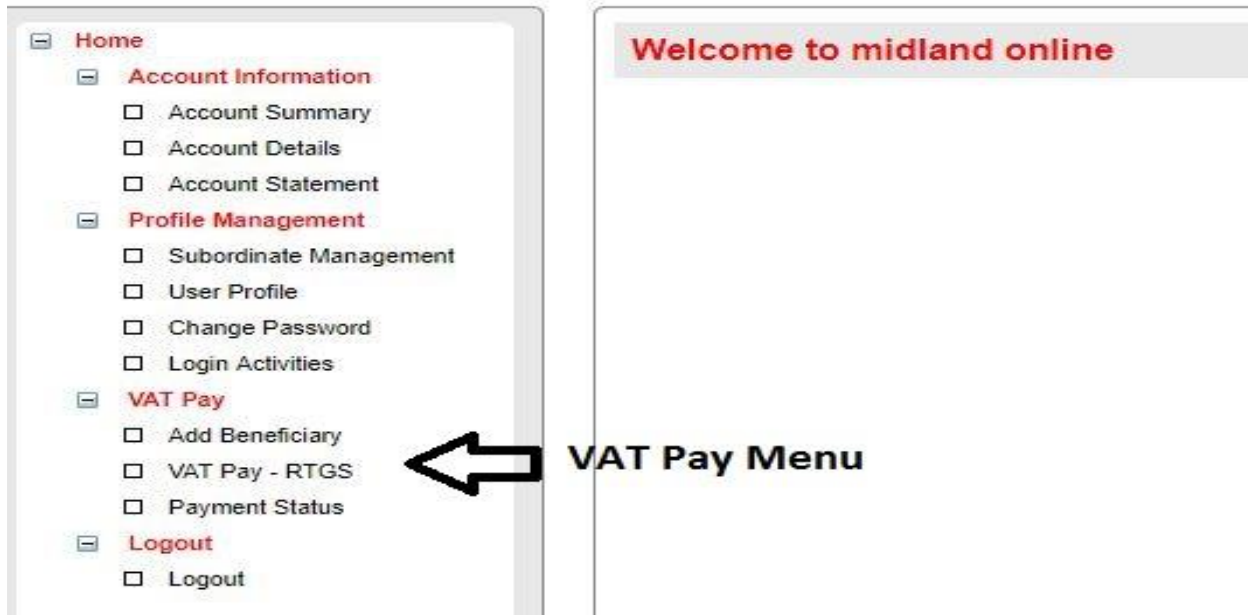 Home
Account Information
Account Summary
Account Details
Account Statement
Profile Management
Subordinate Management
User Profile
Change Password
Login Activities
VAT Pay
Add Beneficiary
VAT Pay - RTGS
Payment Status
Logout
Logout
Welcome to midland online
VAT Pay Menu